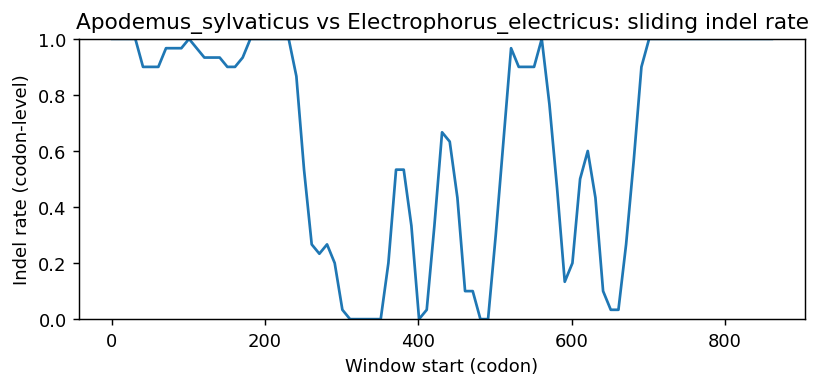 Apodemus_sylvaticus vs Electrophorus_electricus: sliding indel rate
Indel rate (codon-level)
1.0
0.8
0.6
0.4
0.2
0.0
0 200 400 600 800
Window start (codon)